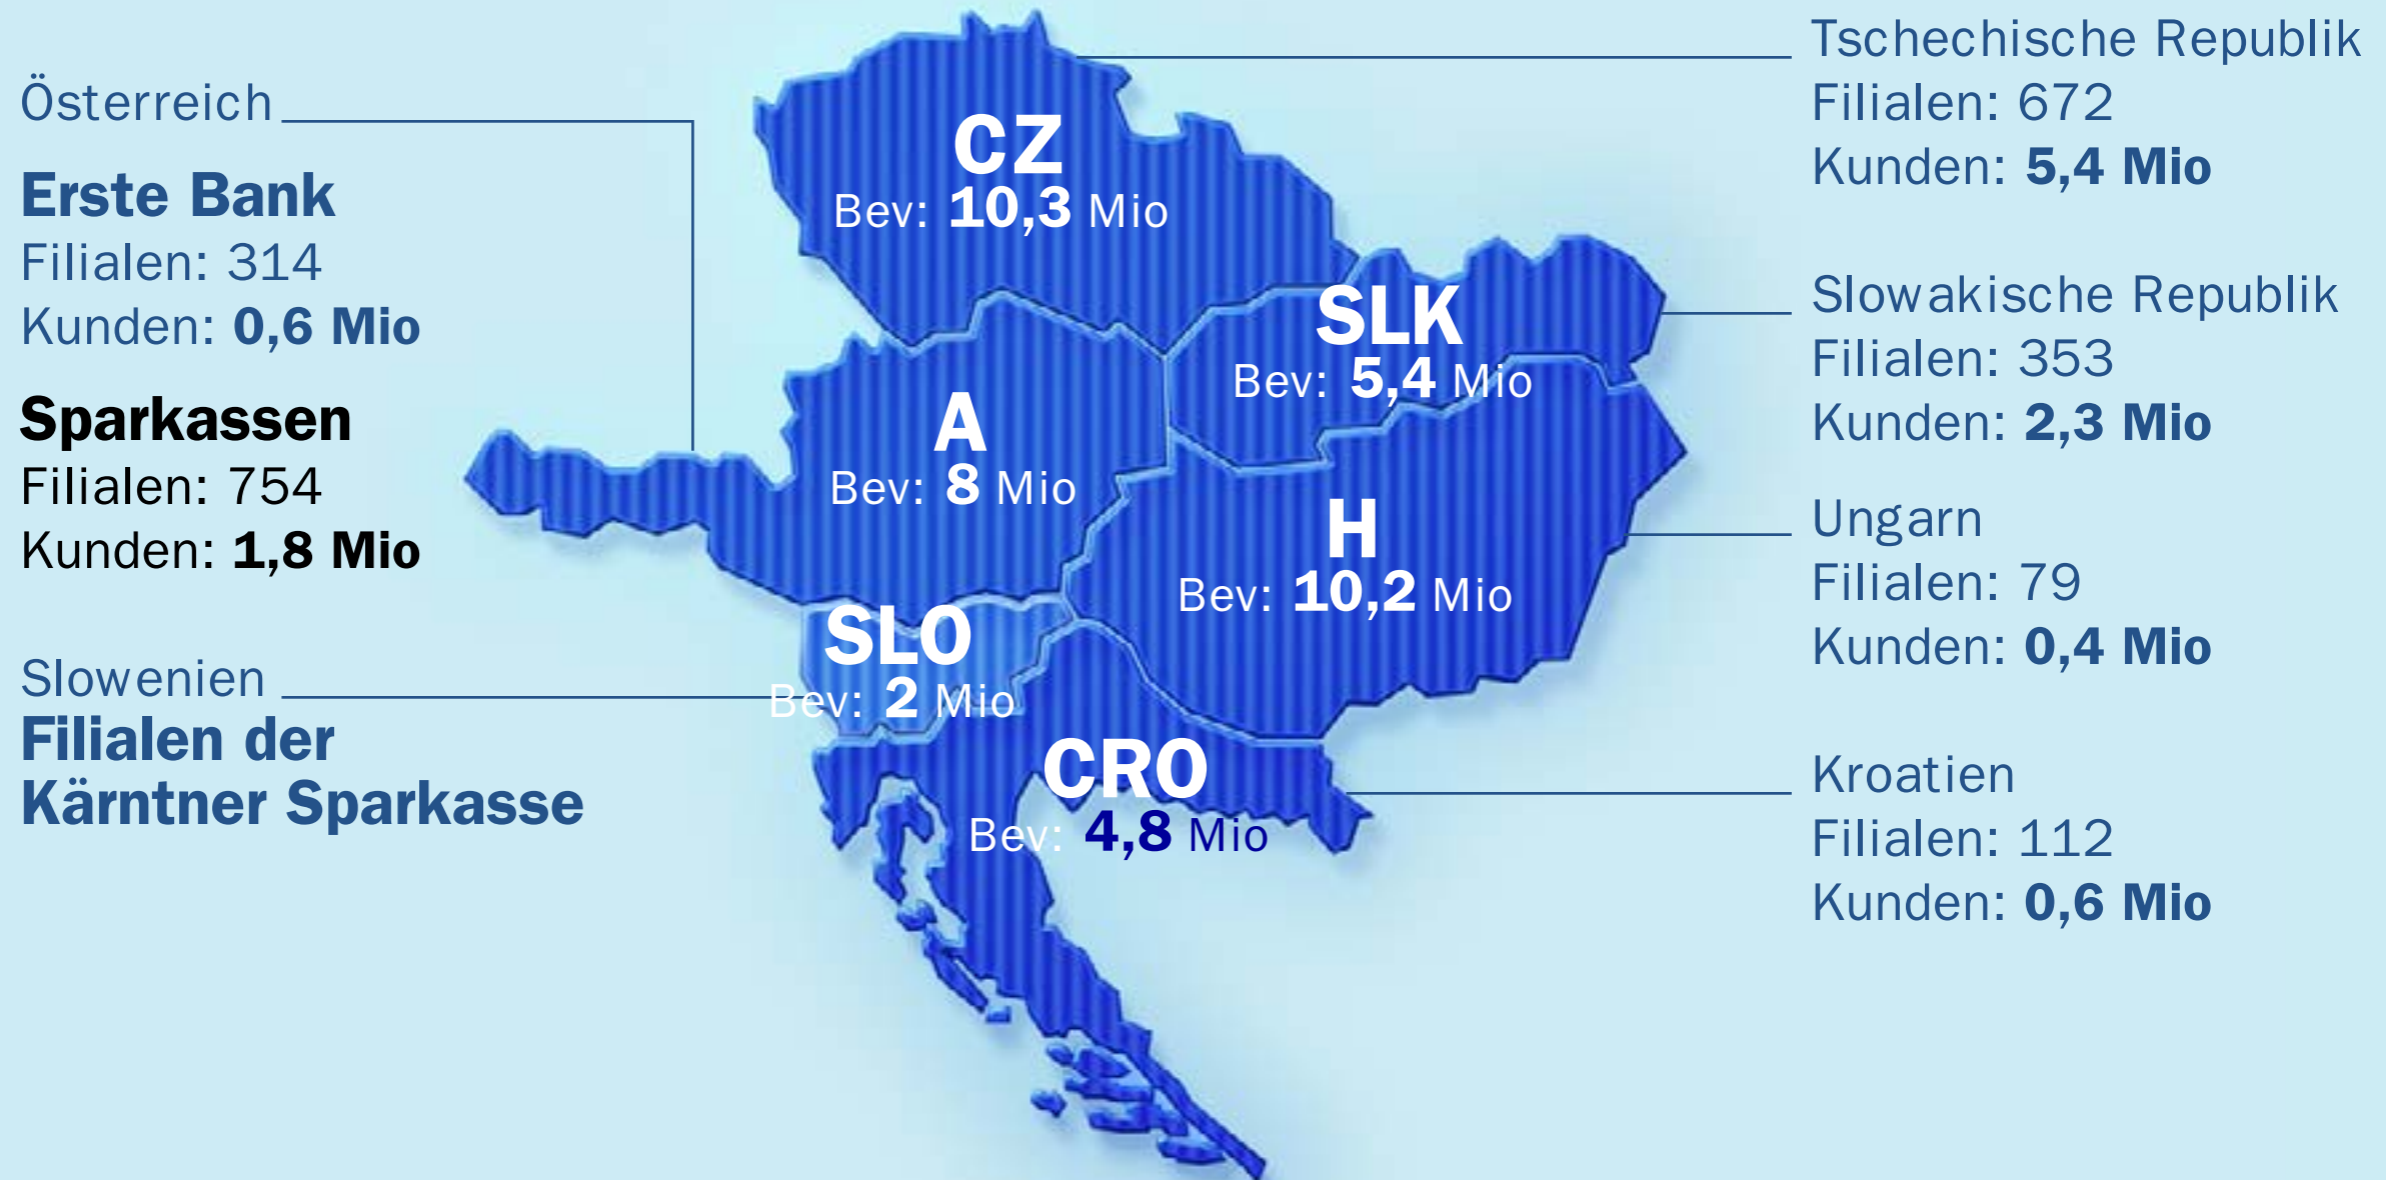 Österreich
Erste Bank
Filialen: 314
Kunden: 0,6 Mio
Sparkassen
Filialen: 754
Kunden: 1,8 Mio
Slowenien
Filialen der
Kärntner Sparkasse
CZ
Bev: 10,3 Mio
SLK
Bev: 5,4 Mio
A
Bev: 8 Mio
H
Bev: 10,2 Mio
SLO
Bev: 2 Mio
CRO
Bev: 4,8 Mio
Tschechische Republik
Filialen: 672
Kunden: 5,4 Mio
Slowakische Republik
Filialen: 353
Kunden: 2,3 Mio
Ungarn
Filialen: 79
Kunden: 0,4 Mio
Kroatien
Filialen: 112
Kunden: 0,6 Mio